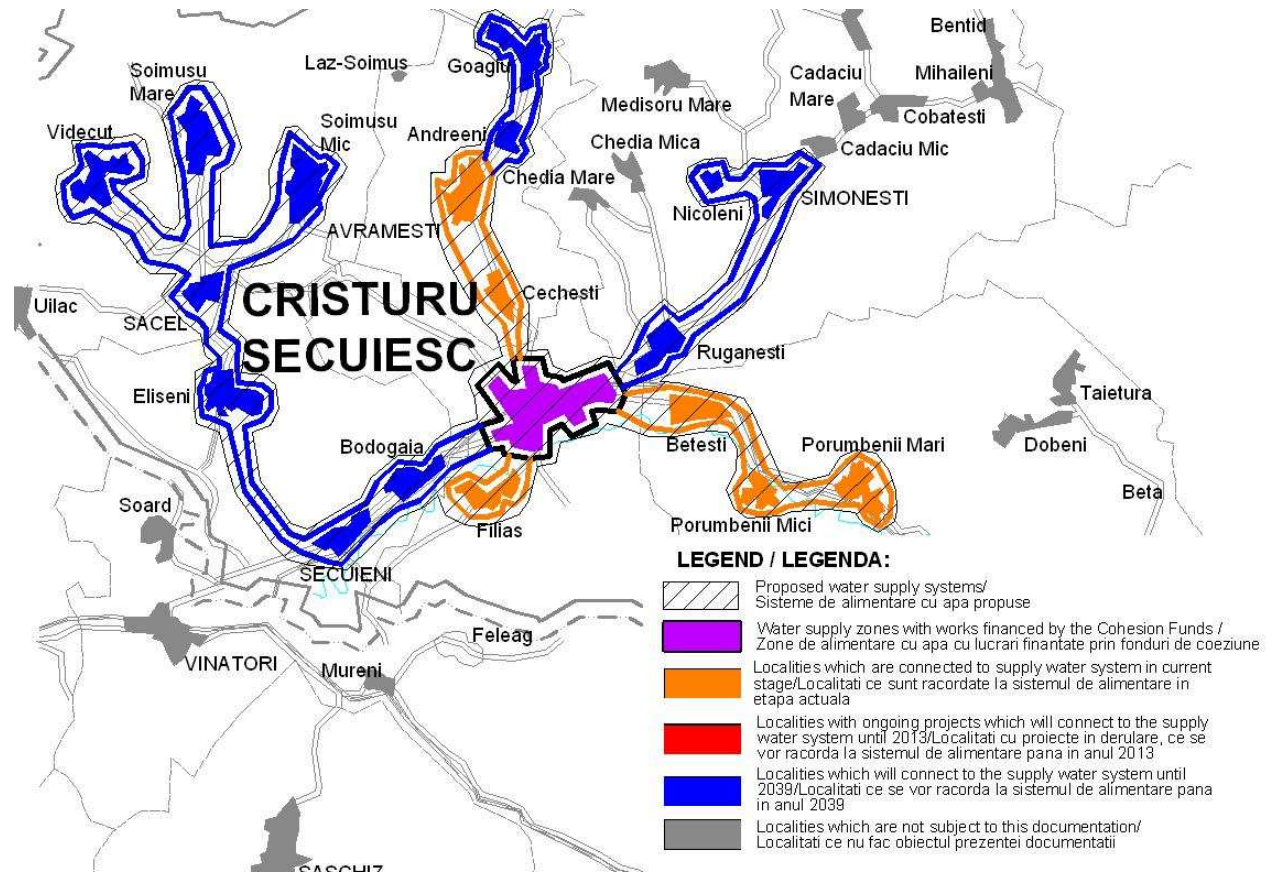 Bentid
Soimusu
Mare
Laz-Soimus
Goagiu
Cadaciu
Mare
Mihaileni
Medisoru Mare
Cobatesti
Videcut
Soimusu
Mic
Andreeni
Chedia Mica
Cadaciu Mic
Chedia Mare
Nicoleni
SIMONESTI
AVRAMESTI
Cechesti
CRISTURU
SECUIESC
Uilac
SACEL
Ruganesti
Eliseni
Taietura
Bodogaia
Betesti
Porumbenii Mari
Dobeni
Beta
Soard
Filias
Porumbenii Mici
SECUIENI
VINATORI
Mureni
Feleag
SASCHIZ
LEGEND / LEGENDA:
Proposed water supply systems/
Sisteme de alimentare cu apa propuse
Water supply zones with works financed by the Cohesion Funds /
Zone de alimentare cu apa cu lucrari finantate prin fonduri de coeziune
Localities which are connected to supply water system in current
stage/Localitati ce sunt racordate la sistemul de alimentare in
etapa actuala
Localities with ongoing projects which will connect to the supply
water system until 2013/Localitati cu proiecte in derulare, ce se
vor racorda la sistemul de alimentare pana in anul 2013
Localities which will connect to the supply water system until
2039/Localitati ce se vor racorda la sistemul de alimentare pana
in anul 2039
Localities which are not subject to this documentation/
Localitati ce nu fac obiectul prezentei documentatii